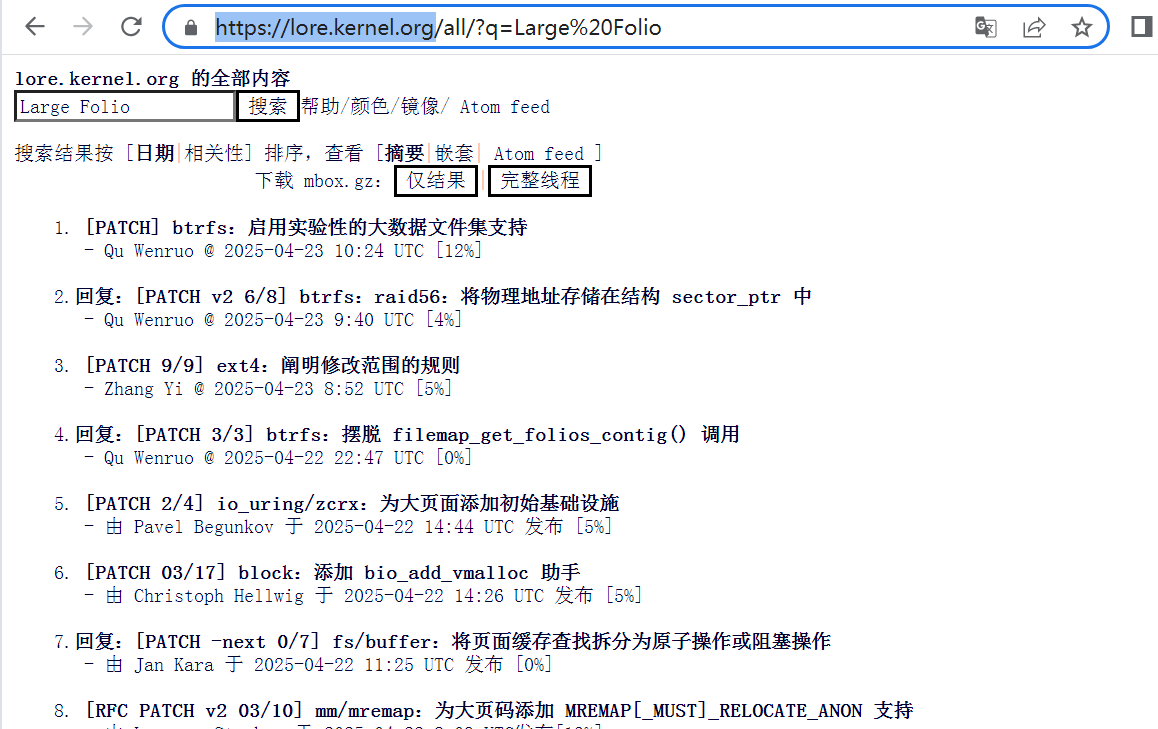 https://lore.kernel.org/all/?q=Large%20Folio
lore.kernel.org 的全部内容
Large Folio 搜索 帮助/颜色/镜像/ Atom feed
搜索结果按 [日期|相关性] 排序，查看 [摘要|嵌套| Atom feed ]
下载 mbox.gz： 仅结果 | 完整线程
1. [PATCH] btrfs：启用实验性的大数据文件集支持
- Qu Wenruo @ 2025-04-23 10:24 UTC [12%]
2. 回复：[PATCH v2 6/8] btrfs：raid56：将物理地址存储在结构 sector_ptr 中
- Qu Wenruo @ 2025-04-23 9:40 UTC [4%]
3. [PATCH 9/9] ext4：阐明修改范围的规则
- Zhang Yi @ 2025-04-23 8:52 UTC [5%]
4. 回复：[PATCH 3/3] btrfs：摆脱 filemap_get_folios_contig() 调用
- Qu Wenruo @ 2025-04-22 22:47 UTC [0%]
5. [PATCH 2/4] io_uring/zcrx：为大页面添加初始基础设施
- 由 Pavel Begunkov 于 2025-04-22 14:44 UTC 发布 [5%]
6. [PATCH 03/17] block：添加 bio_add_vmalloc 助手
- 由 Christoph Hellwig 于 2025-04-22 14:26 UTC 发布 [5%]
7. 回复：[PATCH -next 0/7] fs/buffer：将页面缓存查找拆分为原子操作或阻塞操作
- 由 Jan Kara 于 2025-04-22 11:25 UTC 发布 [0%]
8. [RFC PATCH v2 03/10] mm/mremap：为大页码添加 MREMAP[_MUST]_RELOCATE_ANON 支持